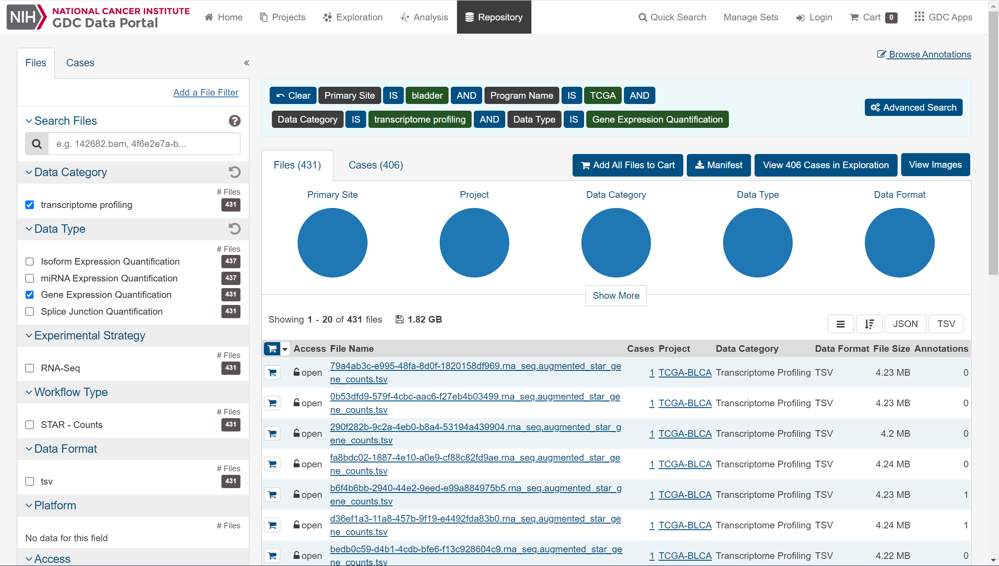 NIH NATIONAL CANCER INSTITUTE
GDC Data Portal
Home Projects Exploration Analysis Repository Quick Search Manage Sets Login Cart 0 GDC Apps
Browse Annotations
Files Cases «
Add a File Filter
Search Files ?
e.g. 142682.bam, 4f6e2e7a-b...
Data Category
# Files
transcriptome profiling 431
Data Type
# Files
Isoform Expression Quantification 437
miRNA Expression Quantification 437
Gene Expression Quantification 431
Splice Junction Quantification 431
Experimental Strategy
# Files
RNA-Seq 431
Workflow Type
# Files
STAR - Counts 431
Data Format
# Files
tsv 431
Platform
# Files
No data for this field
Access
Clear Primary Site IS bladder AND Program Name IS TCGA AND
Data Category IS transcriptome profiling AND Data Type IS Gene Expression Quantification
Advanced Search
Files (431) Cases (406) Add All Files to Cart Manifest View 406 Cases in Exploration View Images
Primary Site Project Data Category Data Type Data Format
Show More
Showing 1 - 20 of 431 files 1.82 GB
JSON TSV
Access File Name Cases Project Data Category Data Format File Size Annotations
79a4ab3c-e995-48fa-8d0f-1820158df969.rna_seq.augmented_star_ge
open 1 TCGA-BLCA Transcriptome Profiling TSV 4.23 MB 0
ne_counts.tsv
0b53dfd9-579f-4cbc-aac6-f27eb4b03499.rna_seq.augmented_star_ge
open 1 TCGA-BLCA Transcriptome Profiling TSV 4.23 MB 0
ne_counts.tsv
290f282b-9c2a-4eb0-b8a4-53194a439904.rna_seq.augmented_star_g
open 1 TCGA-BLCA Transcriptome Profiling TSV 4.2 MB 0
ene_counts.tsv
fa8bdc02-1887-4e10-a0e9-cf88c82fd9ae.rna_seq.augmented_star_ge
open 1 TCGA-BLCA Transcriptome Profiling TSV 4.24 MB 0
ne_counts.tsv
b6f4b6bb-2940-44e2-9eed-e99a884975b5.rna_seq.augmented_star_g
open 1 TCGA-BLCA Transcriptome Profiling TSV 4.23 MB 1
ene_counts.tsv
d36ef1a3-11a8-457b-9f19-e4492fda83b0.rna_seq.augmented_star_ge
open 1 TCGA-BLCA Transcriptome Profiling TSV 4.24 MB 1
ne_counts.tsv
bedb0c59-d4b1-4cdb-bfe6-f13c928604c9.rna_seq.augmented_star_ge
open 1 TCGA-BLCA Transcriptome Profiling TSV 4.22 MB 0
ne_counts.tsv